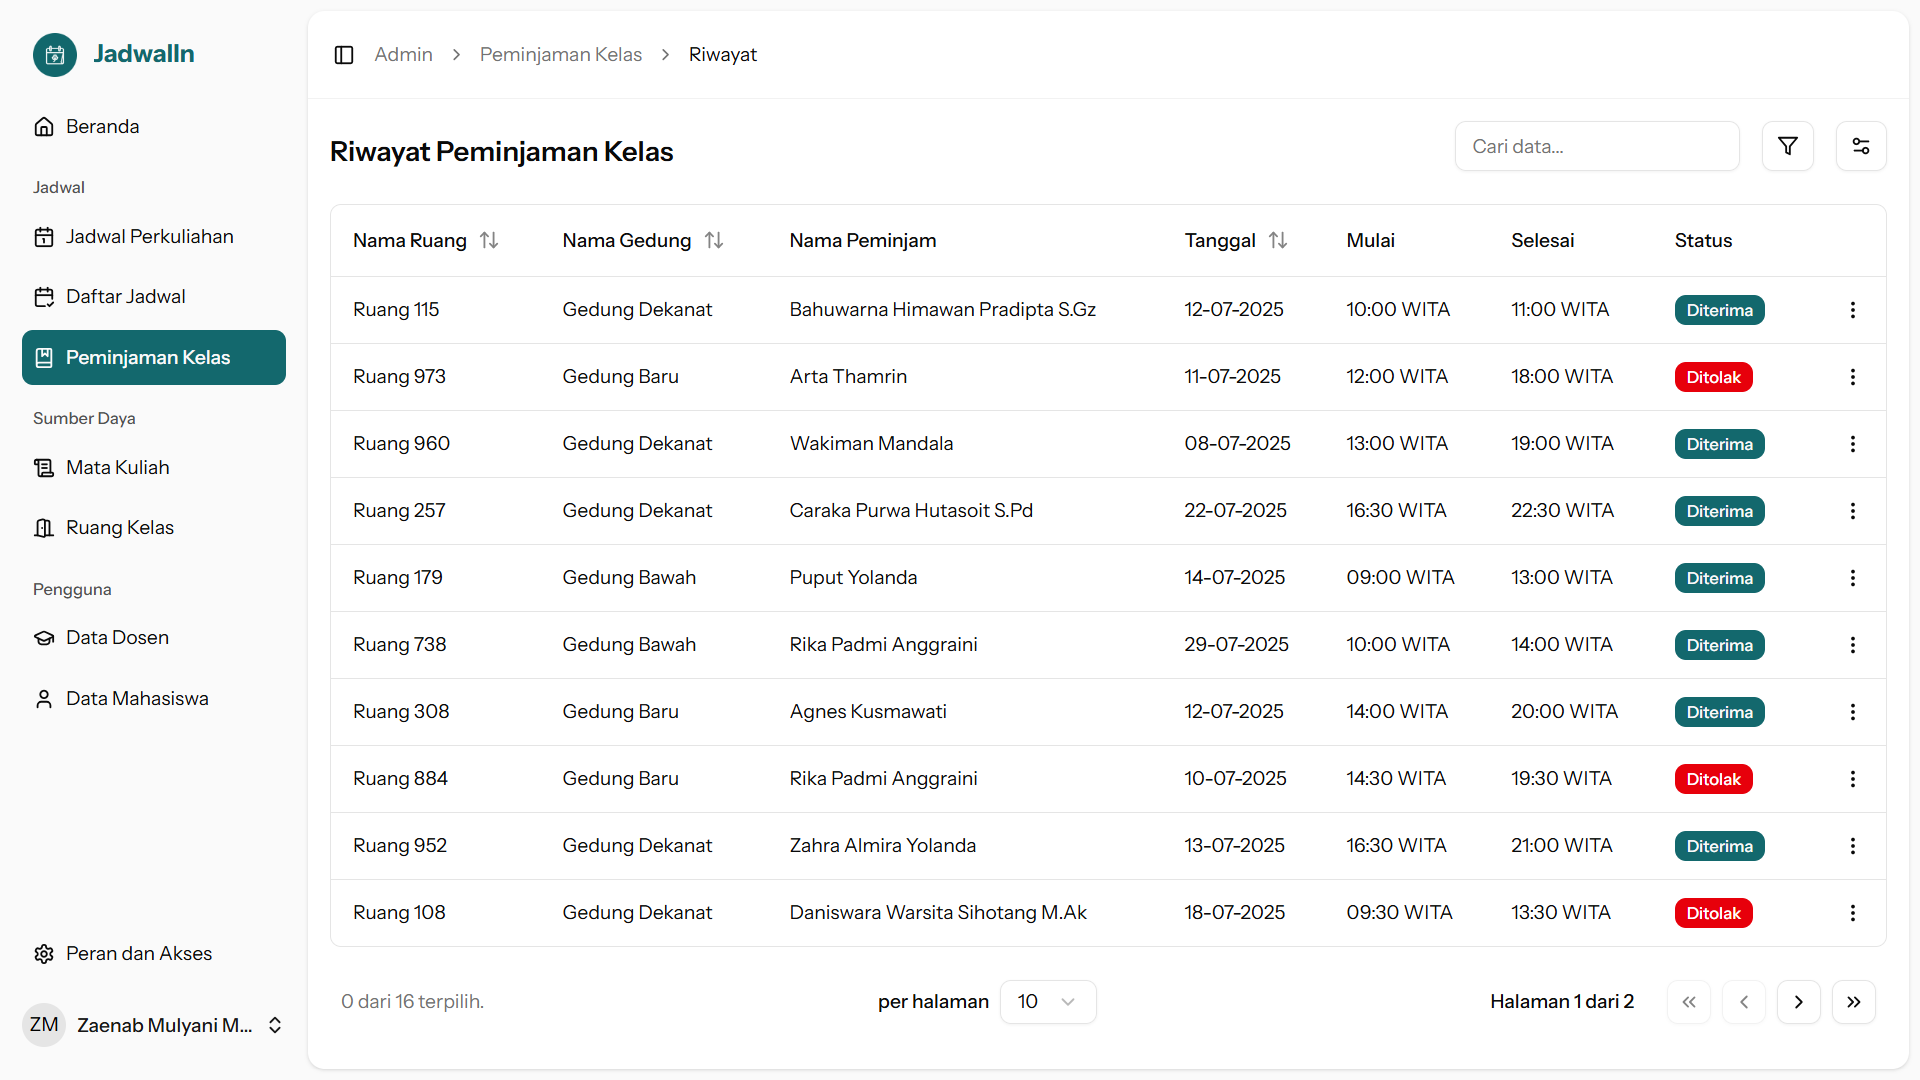 JadwalIn
Beranda
Jadwal
Jadwal Perkuliahan
Daftar Jadwal
Peminjaman Kelas
Sumber Daya
Mata Kuliah
Ruang Kelas
Pengguna
Data Dosen
Data Mahasiswa
Peran dan Akses
ZM Zaenab Mulyani M...
Admin > Peminjaman Kelas > Riwayat
Riwayat Peminjaman Kelas
Cari data...
Nama Ruang Nama Gedung Nama Peminjam Tanggal Mulai Selesai Status
Ruang 115 Gedung Dekanat Bahuwarna Himawan Pradipta S.Gz 12-07-2025 10:00 WITA 11:00 WITA Diterima
Ruang 973 Gedung Baru Arta Thamrin 11-07-2025 12:00 WITA 18:00 WITA Ditolak
Ruang 960 Gedung Dekanat Wakiman Mandala 08-07-2025 13:00 WITA 19:00 WITA Diterima
Ruang 257 Gedung Dekanat Caraka Purwa Hutasoit S.Pd 22-07-2025 16:30 WITA 22:30 WITA Diterima
Ruang 179 Gedung Bawah Puput Yolanda 14-07-2025 09:00 WITA 13:00 WITA Diterima
Ruang 738 Gedung Bawah Rika Padmi Anggraini 29-07-2025 10:00 WITA 14:00 WITA Diterima
Ruang 308 Gedung Baru Agnes Kusmawati 12-07-2025 14:00 WITA 20:00 WITA Diterima
Ruang 884 Gedung Baru Rika Padmi Anggraini 10-07-2025 14:30 WITA 19:30 WITA Ditolak
Ruang 952 Gedung Dekanat Zahra Almira Yolanda 13-07-2025 16:30 WITA 21:00 WITA Diterima
Ruang 108 Gedung Dekanat Daniswara Warsita Sihotang M.Ak 18-07-2025 09:30 WITA 13:30 WITA Ditolak
0 dari 16 terpilih. per halaman 10 Halaman 1 dari 2